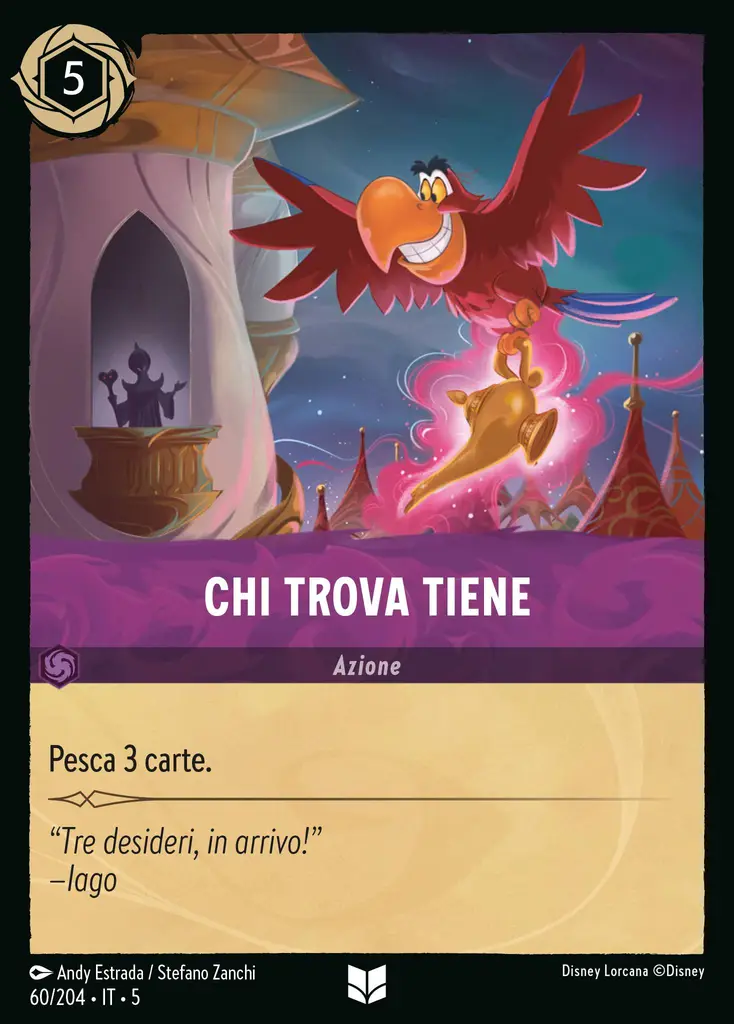 5
CHI TROVA TIENE
Azione
Pesca 3 carte.
“Tre desideri, in arrivo!”
–Iago
Andy Estrada / Stefano Zanchi
Disney Lorcana ©Disney
60/204 • IT • 5